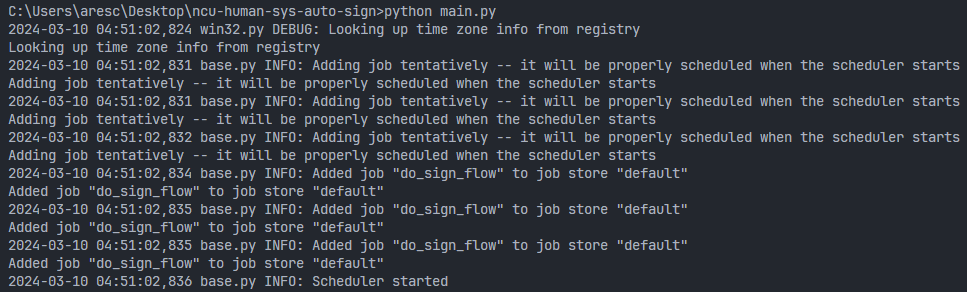 C:\Users\aresc\Desktop\ncu-human-sys-auto-sign>python main.py
2024-03-10 04:51:02,824 win32.py DEBUG: Looking up time zone info from registry
Looking up time zone info from registry
2024-03-10 04:51:02,831 base.py INFO: Adding job tentatively -- it will be properly scheduled when the scheduler starts
Adding job tentatively -- it will be properly scheduled when the scheduler starts
2024-03-10 04:51:02,831 base.py INFO: Adding job tentatively -- it will be properly scheduled when the scheduler starts
Adding job tentatively -- it will be properly scheduled when the scheduler starts
2024-03-10 04:51:02,832 base.py INFO: Adding job tentatively -- it will be properly scheduled when the scheduler starts
Adding job tentatively -- it will be properly scheduled when the scheduler starts
2024-03-10 04:51:02,834 base.py INFO: Added job "do_sign_flow" to job store "default"
Added job "do_sign_flow" to job store "default"
2024-03-10 04:51:02,835 base.py INFO: Added job "do_sign_flow" to job store "default"
Added job "do_sign_flow" to job store "default"
2024-03-10 04:51:02,835 base.py INFO: Added job "do_sign_flow" to job store "default"
Added job "do_sign_flow" to job store "default"
2024-03-10 04:51:02,836 base.py INFO: Scheduler started